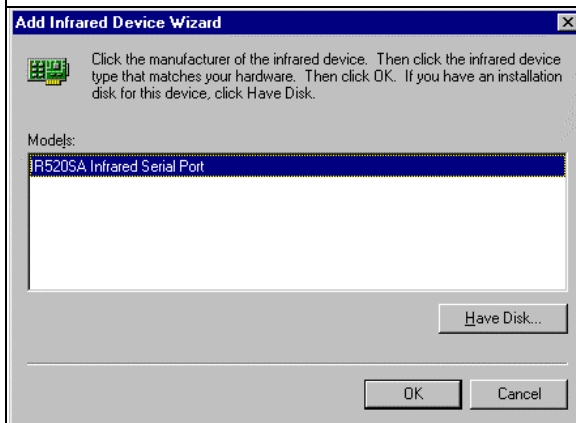 Add Infrared Device Wizard
Click the manufacturer of the infrared device. Then click the infrared device
type that matches your hardware. Then click OK. If you have an installation
disk for this device, click Have Disk.
Models:
IR520SA Infrared Serial Port
Have Disk...
OK
Cancel